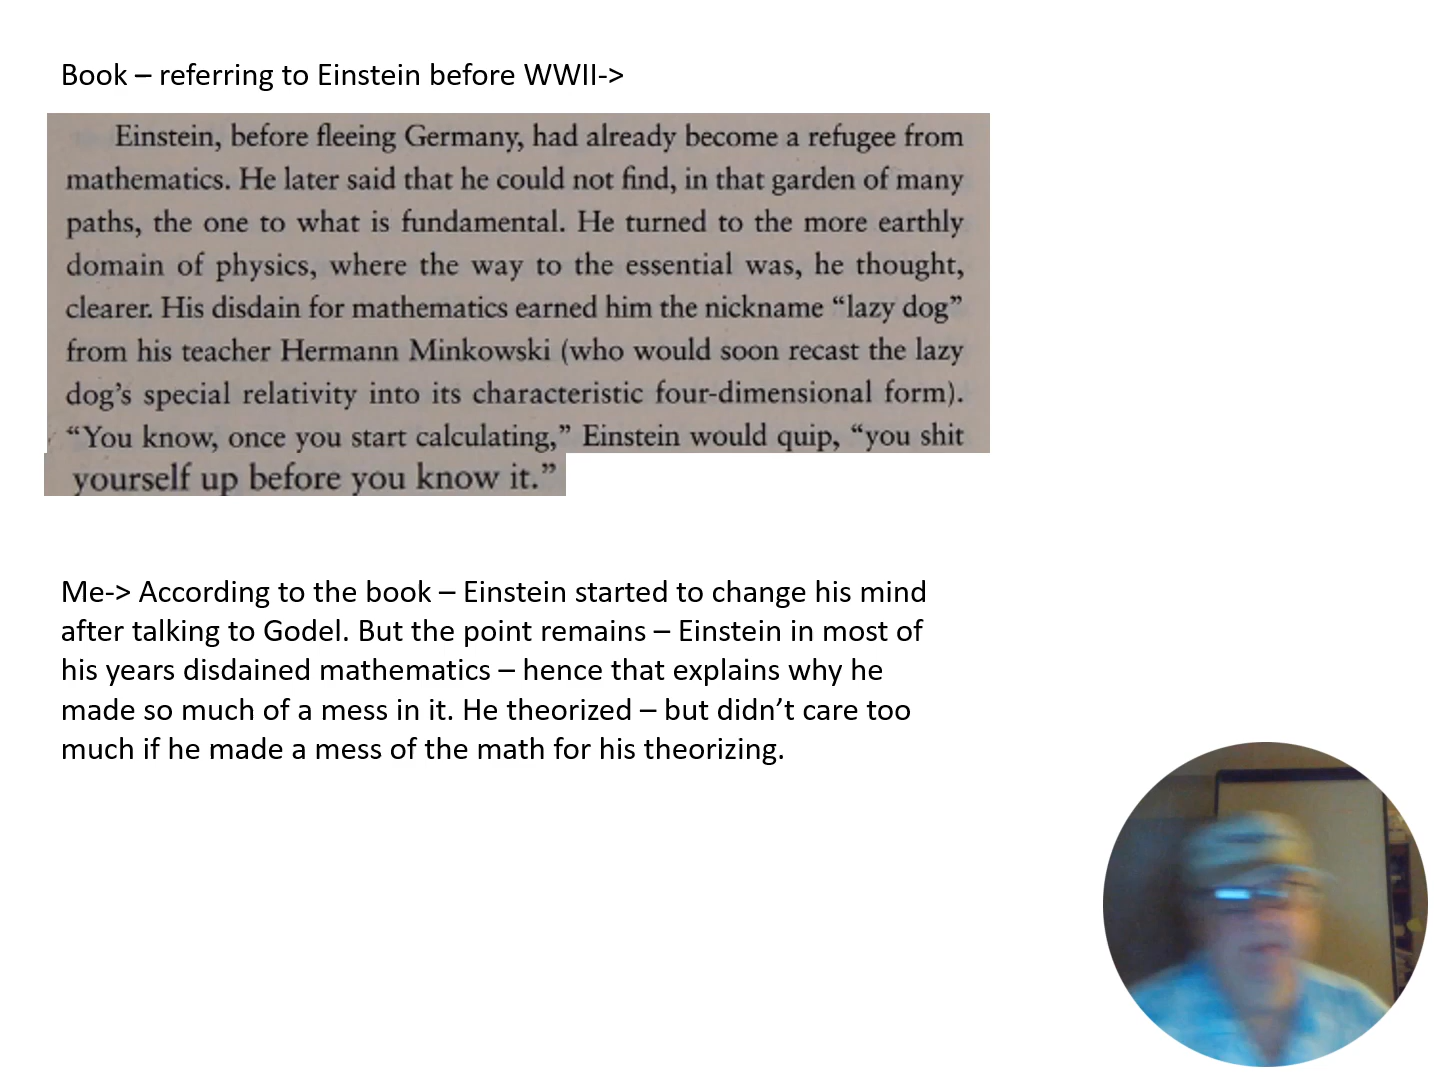 Book – referring to Einstein before WWII->
Einstein, before fleeing Germany, had already become a refugee from
mathematics. He later said that he could not find, in that garden of many
paths, the one to what is fundamental. He turned to the more earthly
domain of physics, where the way to the essential was, he thought,
clearer. His disdain for mathematics earned him the nickname “lazy dog”
from his teacher Hermann Minkowski (who would soon recast the lazy
dog’s special relativity into its characteristic four-dimensional form).
“You know, once you start calculating,” Einstein would quip, “you shit
yourself up before you know it.”
Me-> According to the book – Einstein started to change his mind
after talking to Godel. But the point remains – Einstein in most of
his years disdained mathematics – hence that explains why he
made so much of a mess in it. He theorized – but didn’t care too
much if he made a mess of the math for his theorizing.